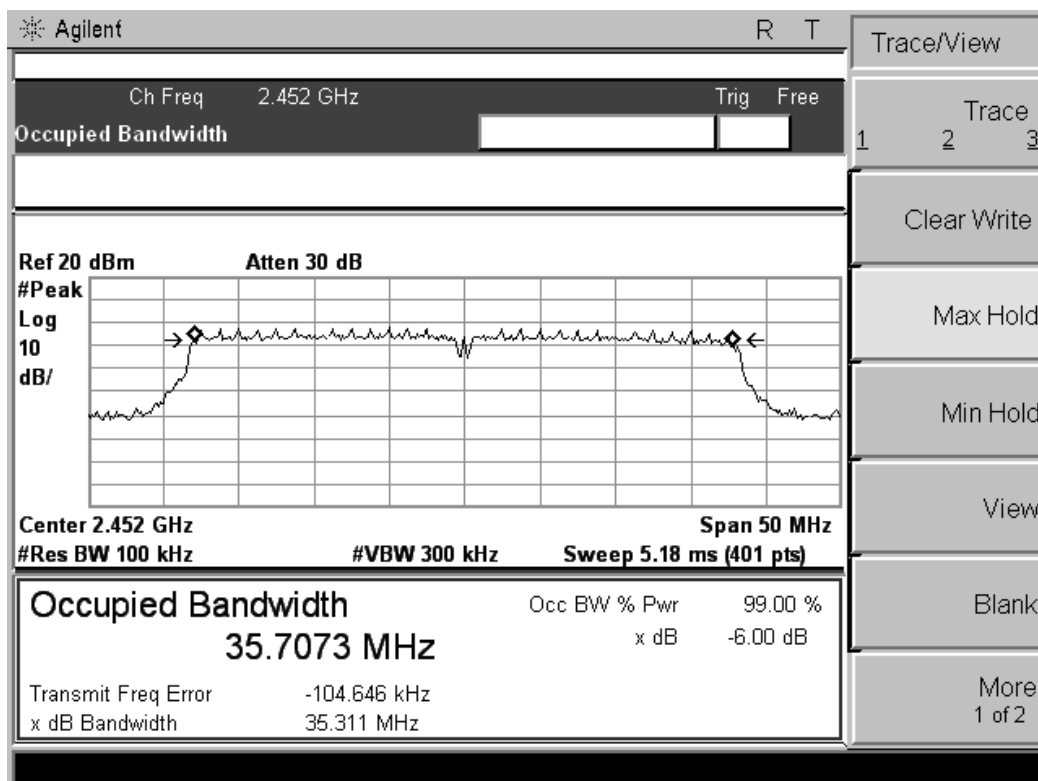 Agilent R T
Ch Freq 2.452 GHz Trig Free
Occupied Bandwidth
Ref 20 dBm Atten 30 dB
#Peak
Log
10
dB/
Center 2.452 GHz Span 50 MHz
#Res BW 100 kHz #VBW 300 kHz Sweep 5.18 ms (401 pts)
Occupied Bandwidth Occ BW % Pwr 99.00 %
35.7073 MHz x dB -6.00 dB
Transmit Freq Error -104.646 kHz
x dB Bandwidth 35.311 MHz
Trace/View
Trace
1 2 3
Clear Write
Max Hold
Min Hold
View
Blank
More
1 of 2